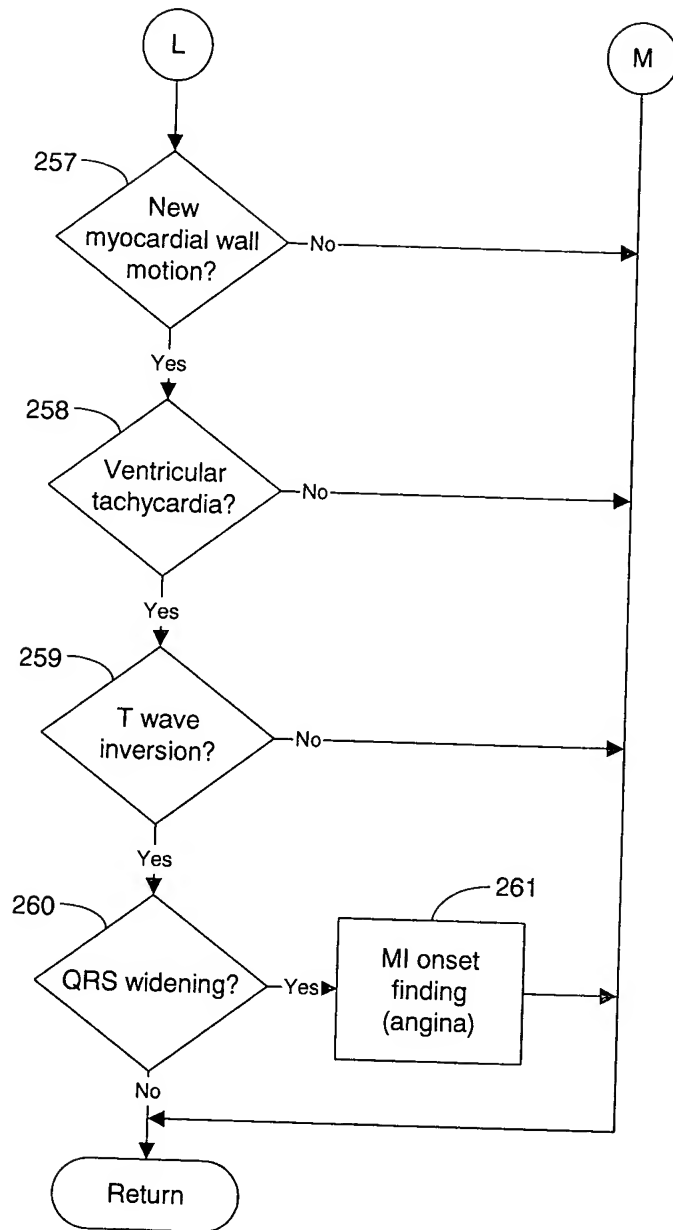 L
M
257
New
myocardial wall
motion?
No
Yes
258
Ventricular
tachycardia?
No
Yes
259
T wave
inversion?
No
Yes
260
QRS widening?
Yes
261
MI onset
finding
(angina)
No
Return